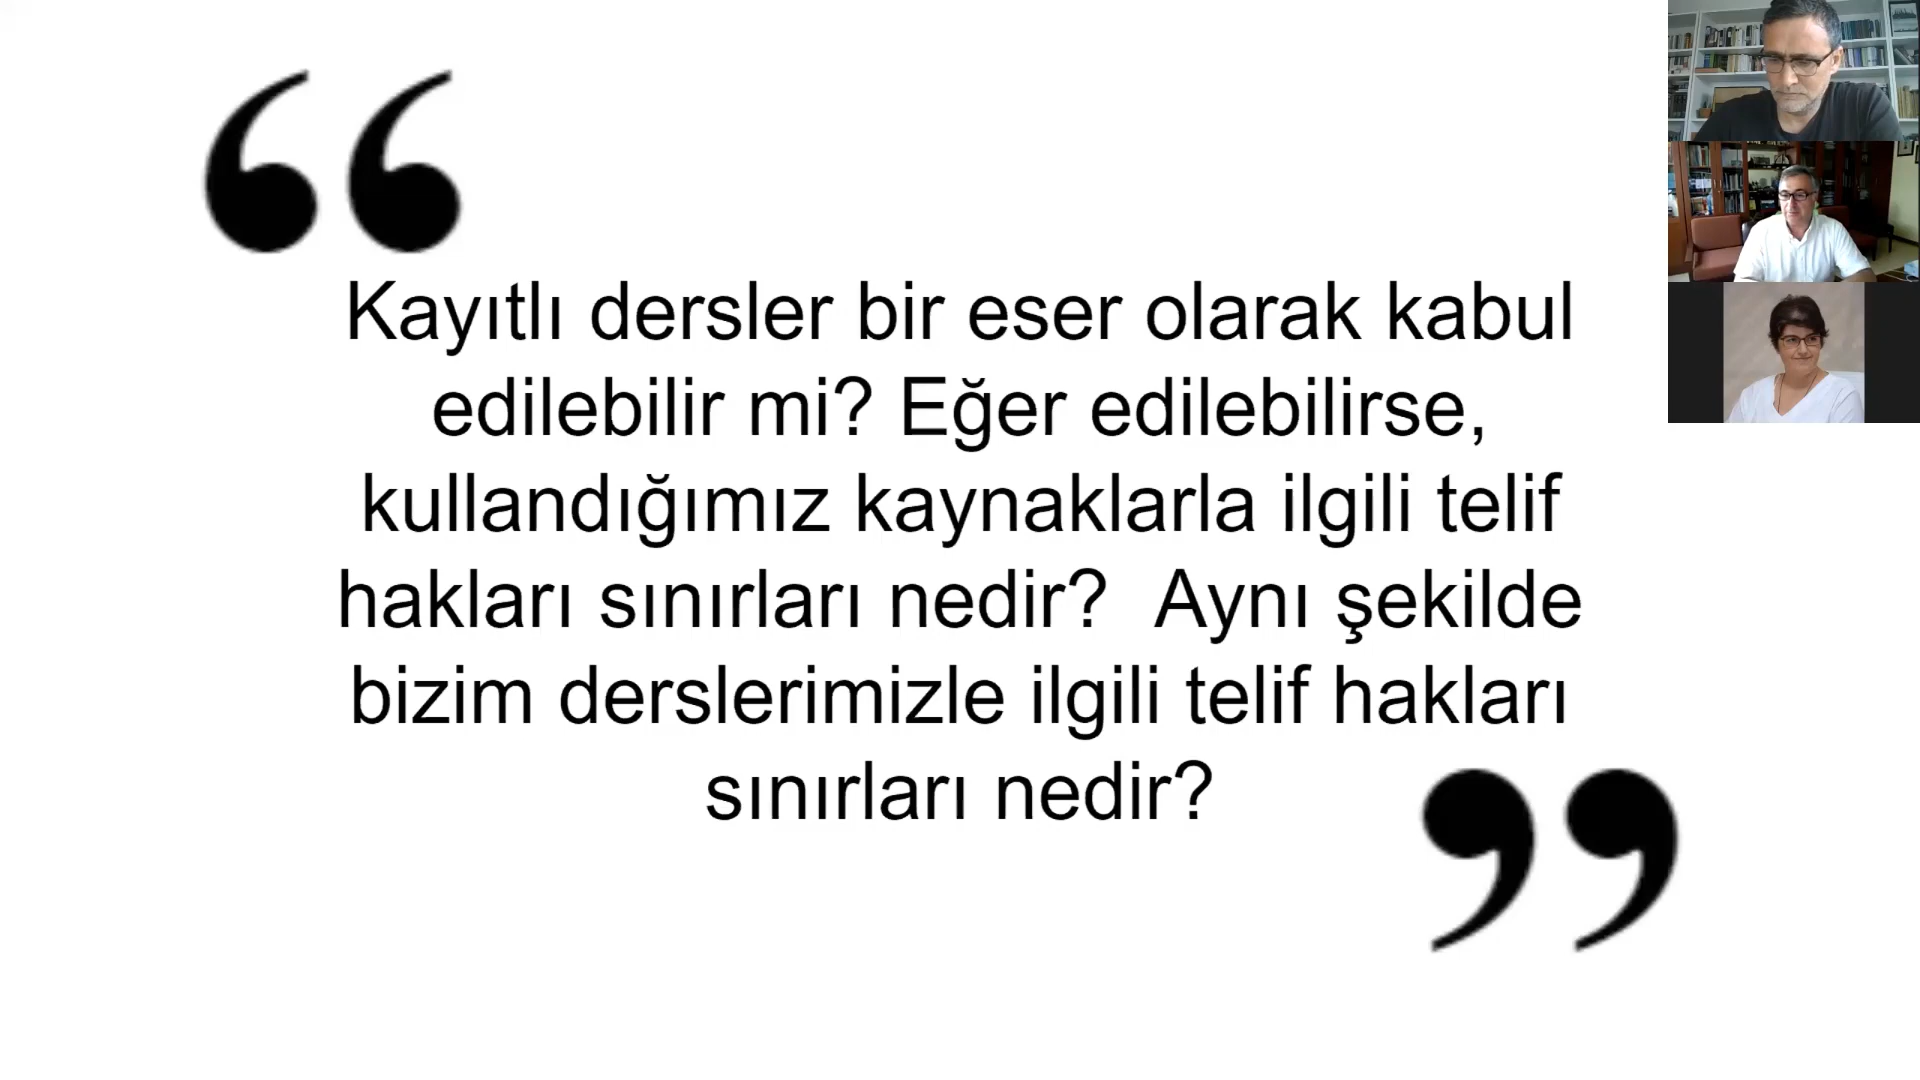 “
Kayıtlı dersler bir eser olarak kabul
edilebilir mi? Eğer edilebilirse,
kullandığımız kaynaklarla ilgili telif
hakları sınırları nedir?  Aynı şekilde
bizim derslerimizle ilgili telif hakları
sınırları nedir?
”